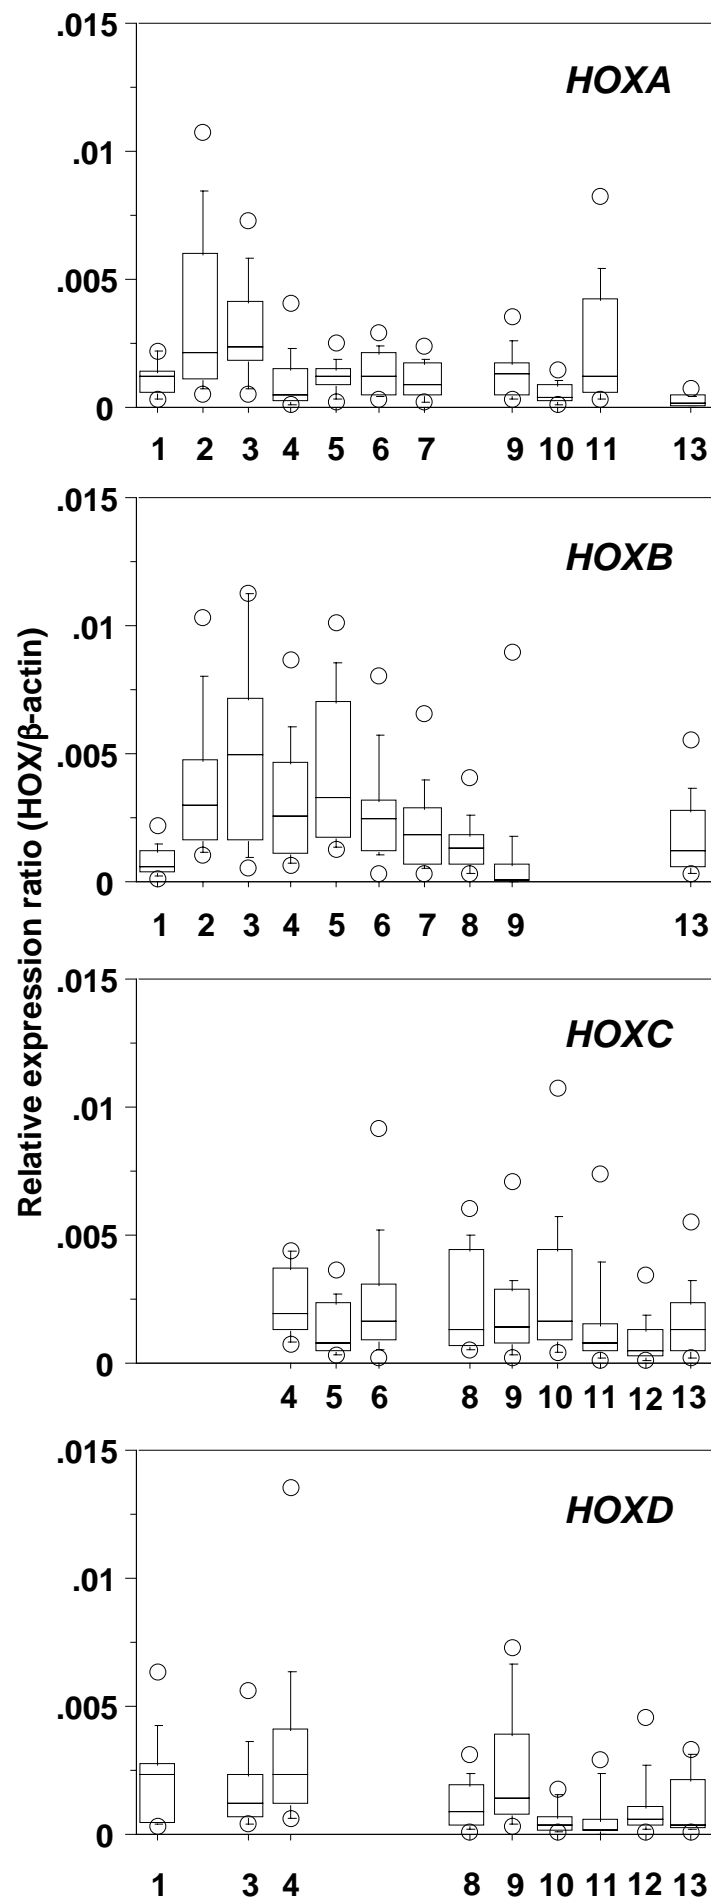 Relative expression ratio (HOX/β-actin)
.015
HOXA
.01
.005
0
1 2 3 4 5 6 7 9 10 11 13
.015
HOXB
.01
.005
0
1 2 3 4 5 6 7 8 9 13
.015
HOXC
.01
.005
0
4 5 6 8 9 10 11 12 13
.015
HOXD
.01
.005
0
1 3 4 8 9 10 11 12 13